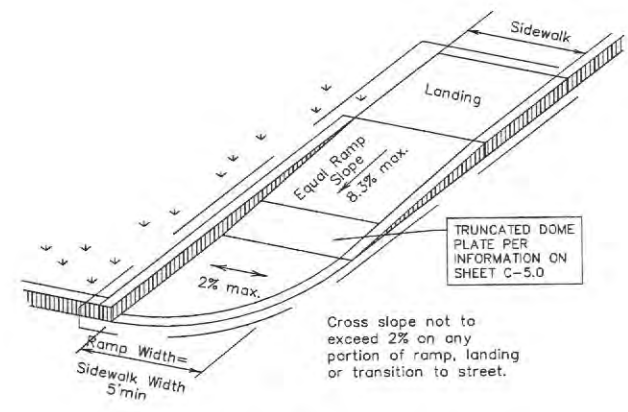 Sidewalk
Landing
Equal Ramp
Slope
8.3% max.
TRUNCATED DOME
PLATE PER
INFORMATION ON
SHEET C-5.0
2% max.
Cross slope not to
exceed 2% on any
portion of ramp, landing
or transition to street.
Ramp Width=
Sidewalk Width
5'min